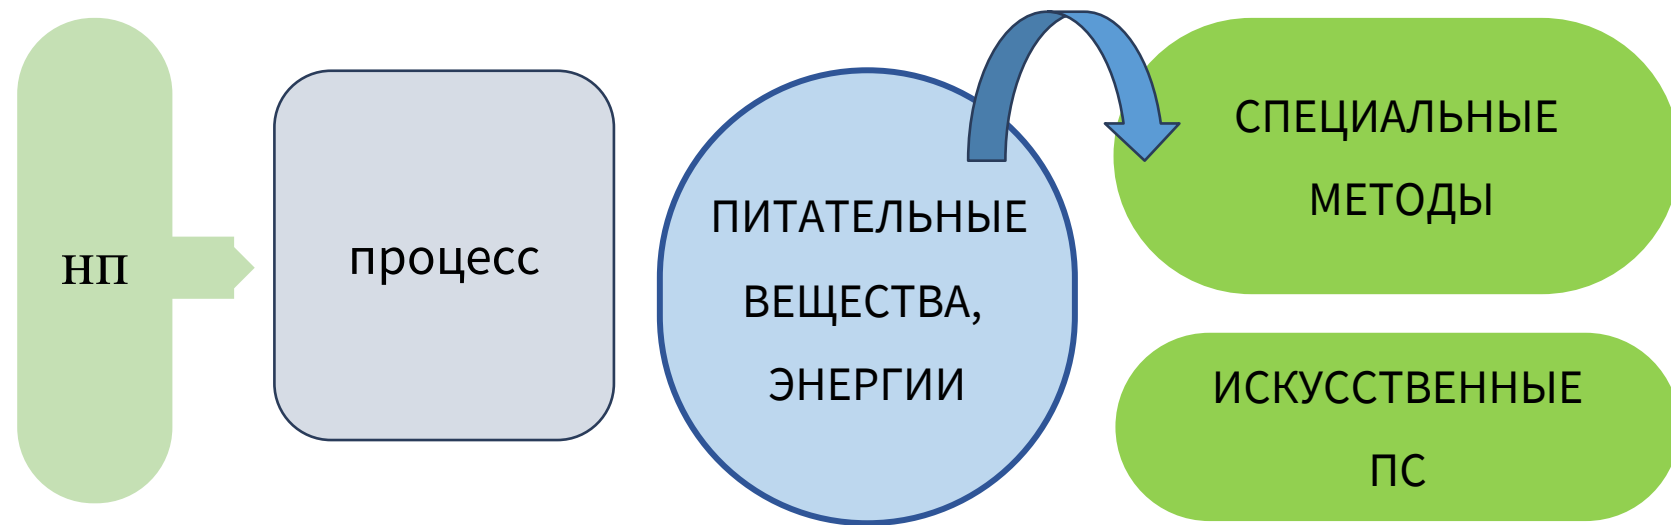 нп
процесс
ПИТАТЕЛЬНЫЕ
ВЕЩЕСТВА,
ЭНЕРГИИ
СПЕЦИАЛЬНЫЕ
МЕТОДЫ
ИСКУССТВЕННЫЕ
ПС